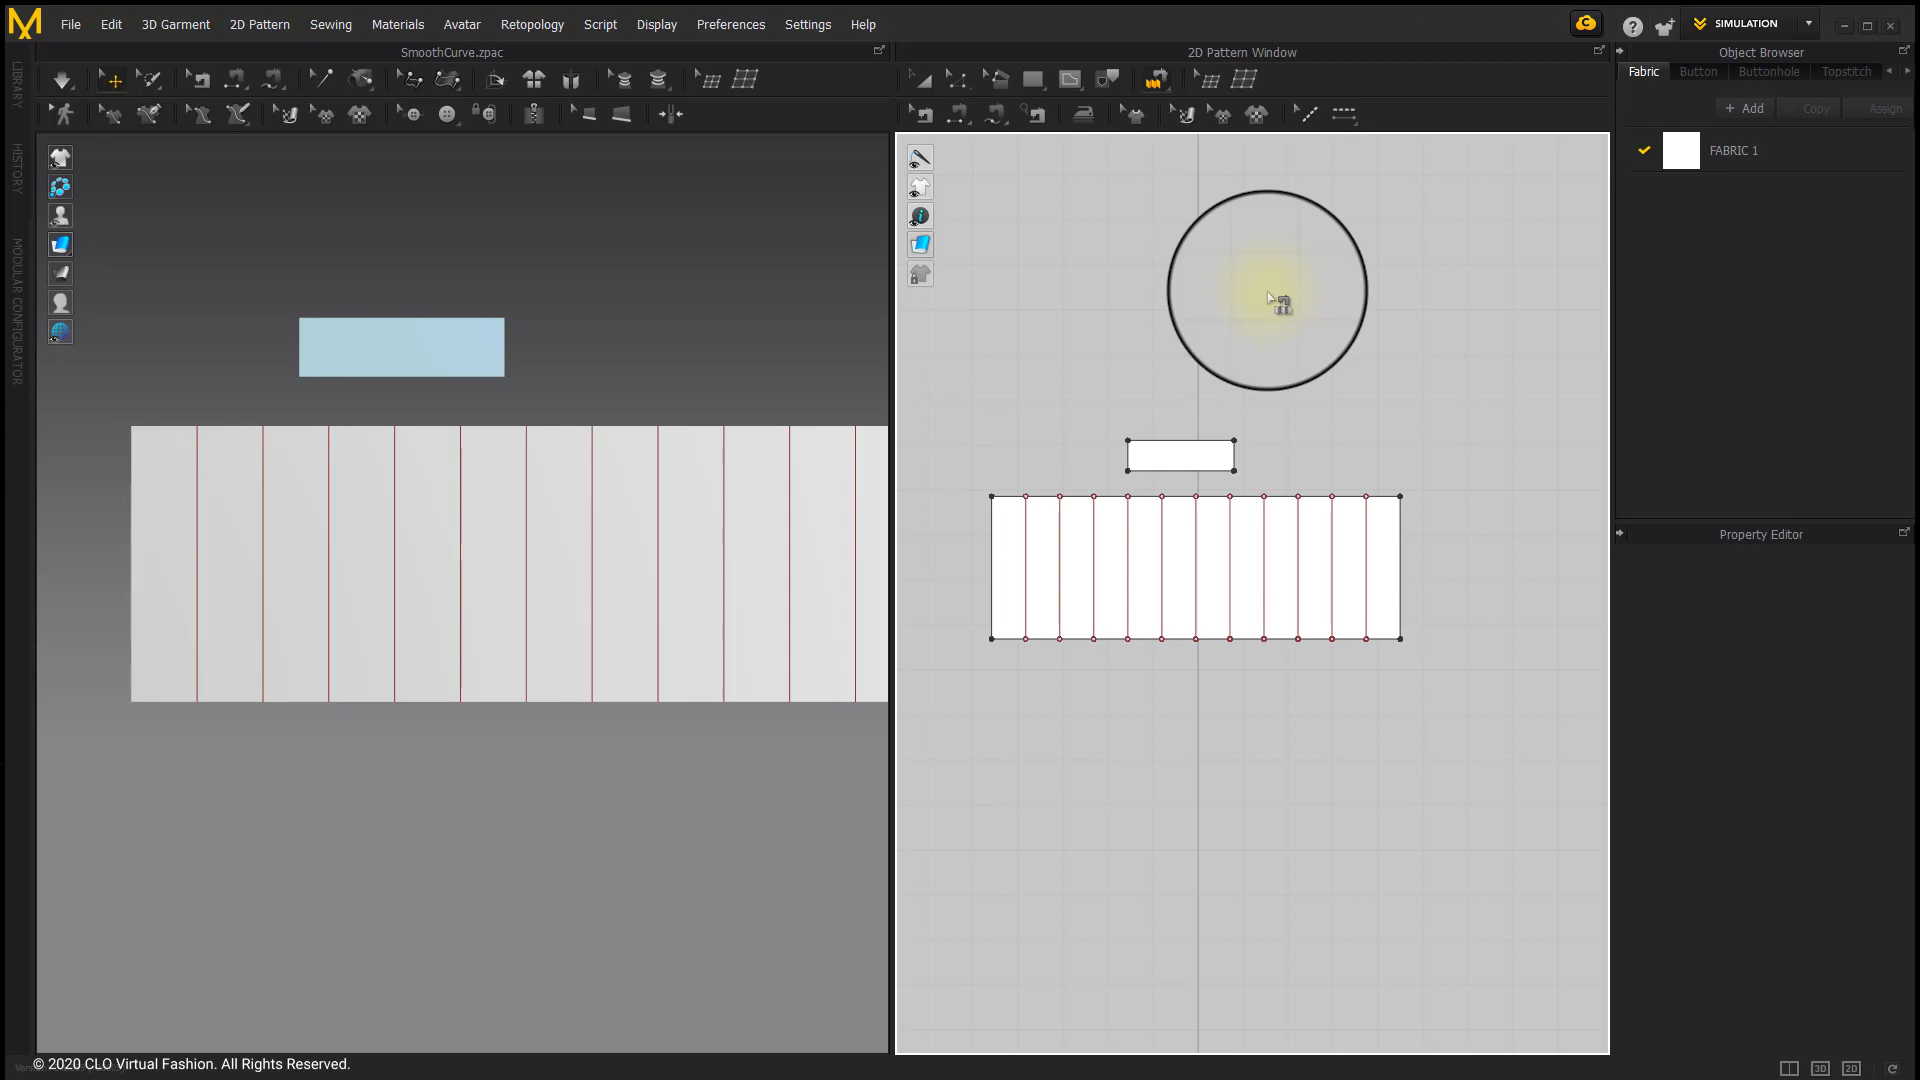 File Edit 3D Garment 2D Pattern Sewing Materials Avatar Retopology Script Display Preferences Settings Help
SIMULATION
SmoothCurve.zpac
2D Pattern Window
Object Browser
Fabric Button Buttonhole Topstitch
+ Add Copy Assign
FABRIC 1
Property Editor
LIBRARY
HISTORY
MODULAR CONFIGURATOR
© 2020 CLO Virtual Fashion. All Rights Reserved.
3D 2D